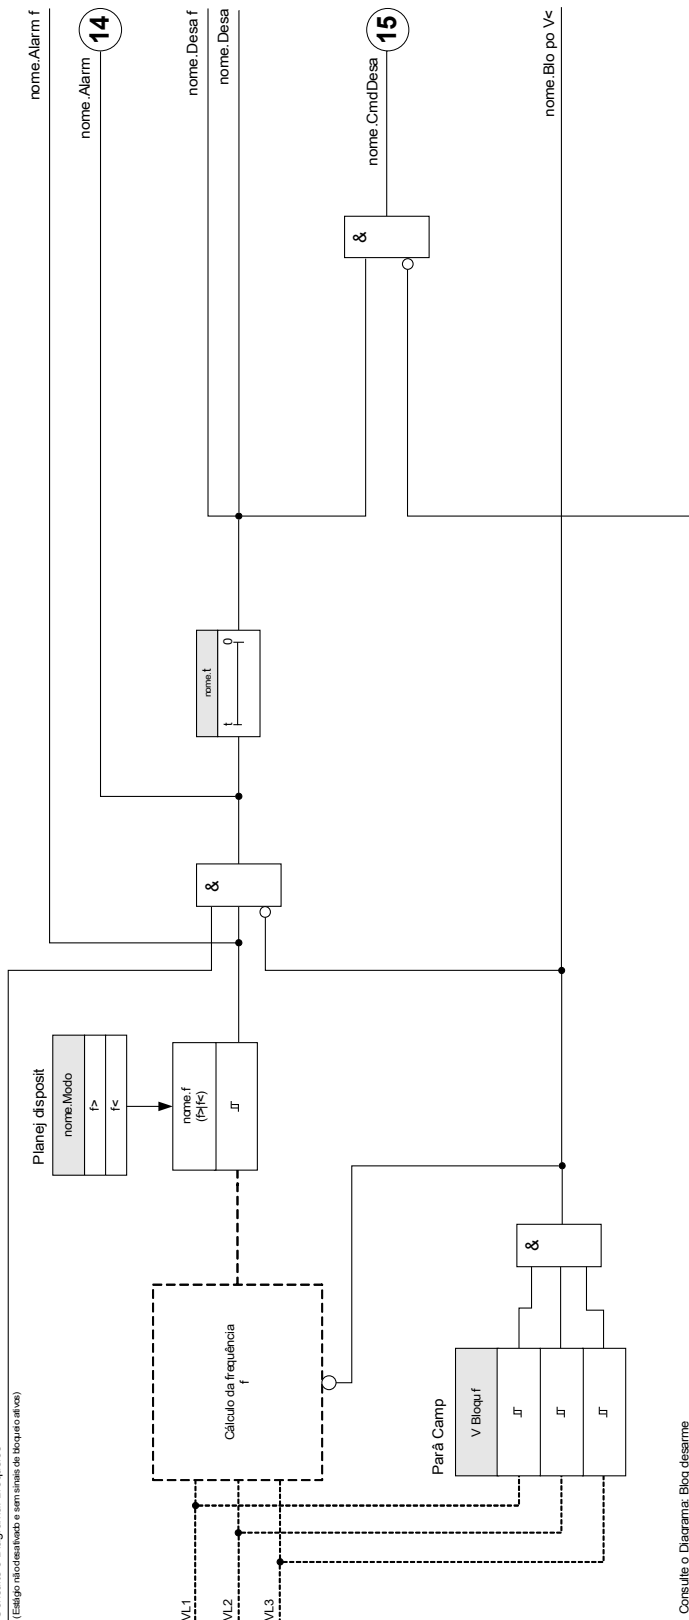 nome.Alarm f
14
nome.Alarm
nome.Desa f
nome.Desa
15
nome.CmdDesa
nome.Blo po V<
&
&
nome.t
t
0
Planej disposit
nome.Modo
f>
f<
nome.f
(f>|f<)
Cálculo da frequência
f
&
Parâ Camp
V Bloqu f
VL1
VL2
VL3
(Estágio não desativado e sem sinais de bloqueio ativos)
Consulte o Diagrama: Bloq desarme